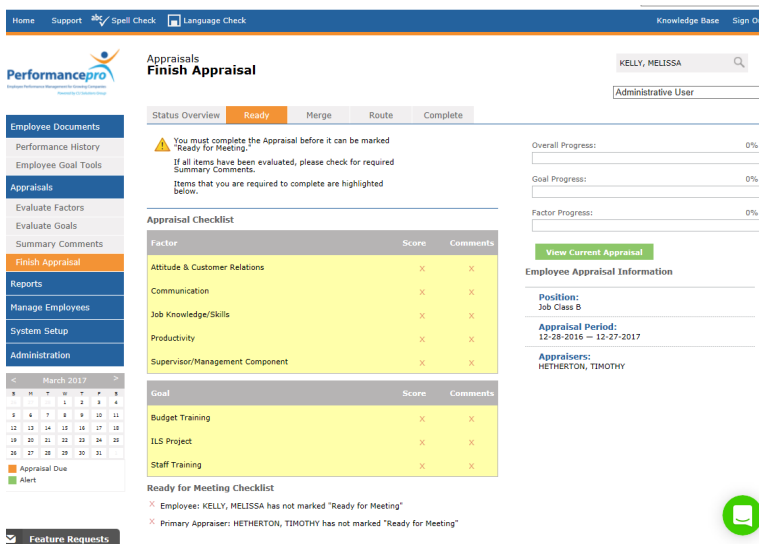 Home Support abc Spell Check Language Check Knowledge Base
Performancepro
Appraisals
Finish Appraisal
KELLY, MELISSA
Administrative User
Status Overview Ready Merge Route Complete
Employee Documents
Performance History
Employee Goal Tools
Appraisals
Evaluate Factors
Evaluate Goals
Summary Comments
Finish Appraisal
Reports
Manage Employees
System Setup
Administration
< March 2017 >
S M T W T F S
1 2 3 4
5 6 7 8 9 10 11
12 13 14 15 16 17 18
19 20 21 22 23 24 25
26 27 28 29 30 31
Appraisal Due
Alert
Feature Requests
You must complete the Appraisal before it can be marked
"Ready for Meeting."
If all items have been evaluated, please check for required
Summary Comments.
Items that you are required to complete are highlighted
below.
Appraisal Checklist
Factor Score Comments
Attitude & Customer Relations X X
Communication X X
Job Knowledge/Skills X X
Productivity X X
Supervisor/Management Component X X
Goal Score Comments
Budget Training X X
ILS Project X X
Staff Training X X
Ready for Meeting Checklist
X Employee: KELLY, MELISSA has not marked "Ready for Meeting"
X Primary Appraiser: HETHERTON, TIMOTHY has not marked "Ready for Meeting"
Overall Progress: 0%
Goal Progress: 0%
Factor Progress: 0%
View Current Appraisal
Employee Appraisal Information
Position:
Job Class B
Appraisal Period:
12-28-2016 — 12-27-2017
Appraisers:
HETHERTON, TIMOTHY